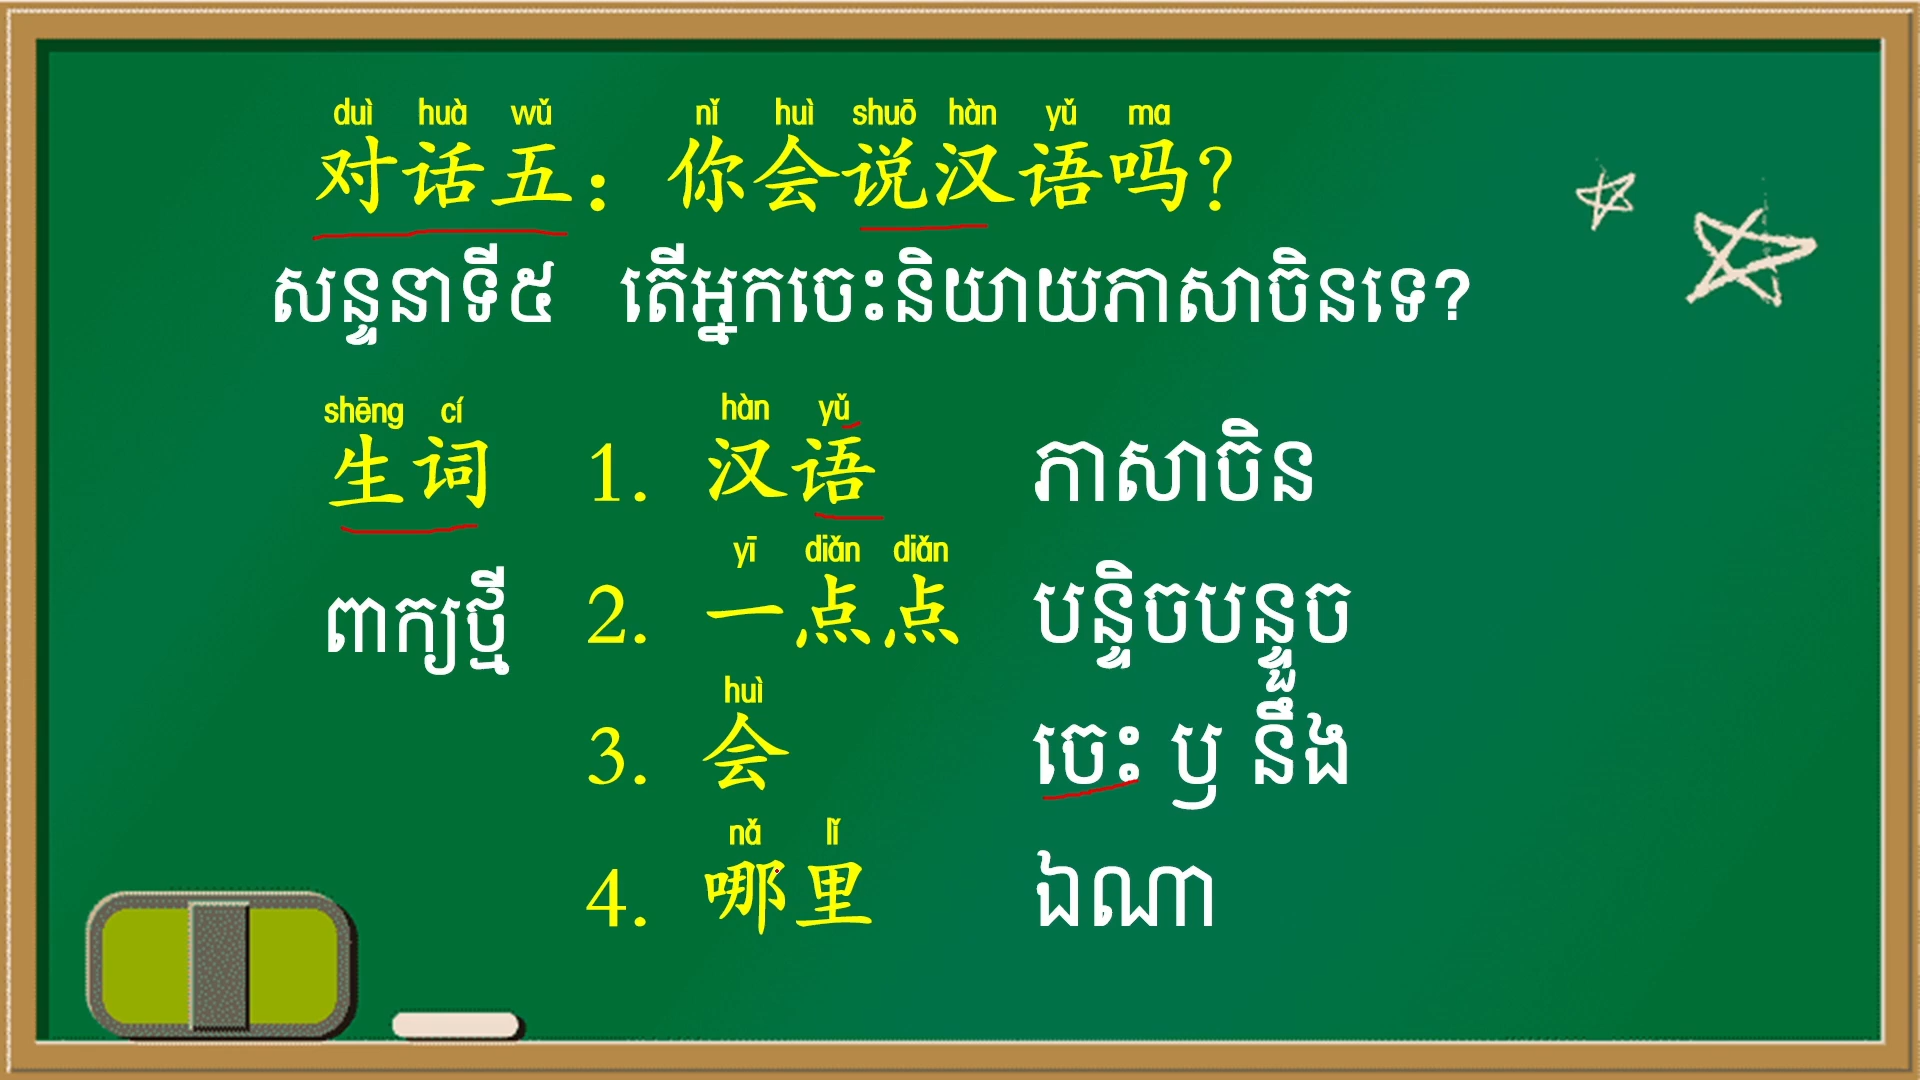 duì huà wǔ nǐ huì shuō hàn yǔ ma
对话五：你会说汉语吗?
សន្ទនាទី៥ តើអ្នកចេះនិយាយភាសាចិនទេ?
shēng cí hàn yǔ
生词 1. 汉语 ភាសាចិន
yī diǎn diǎn
ពាក្យថ្មី 2. 一点点 បន្ទិចបន្ទួច
huì
3. 会 ចេះ ឫ នឹង
nǎ lǐ
4. 哪里 ឯណា